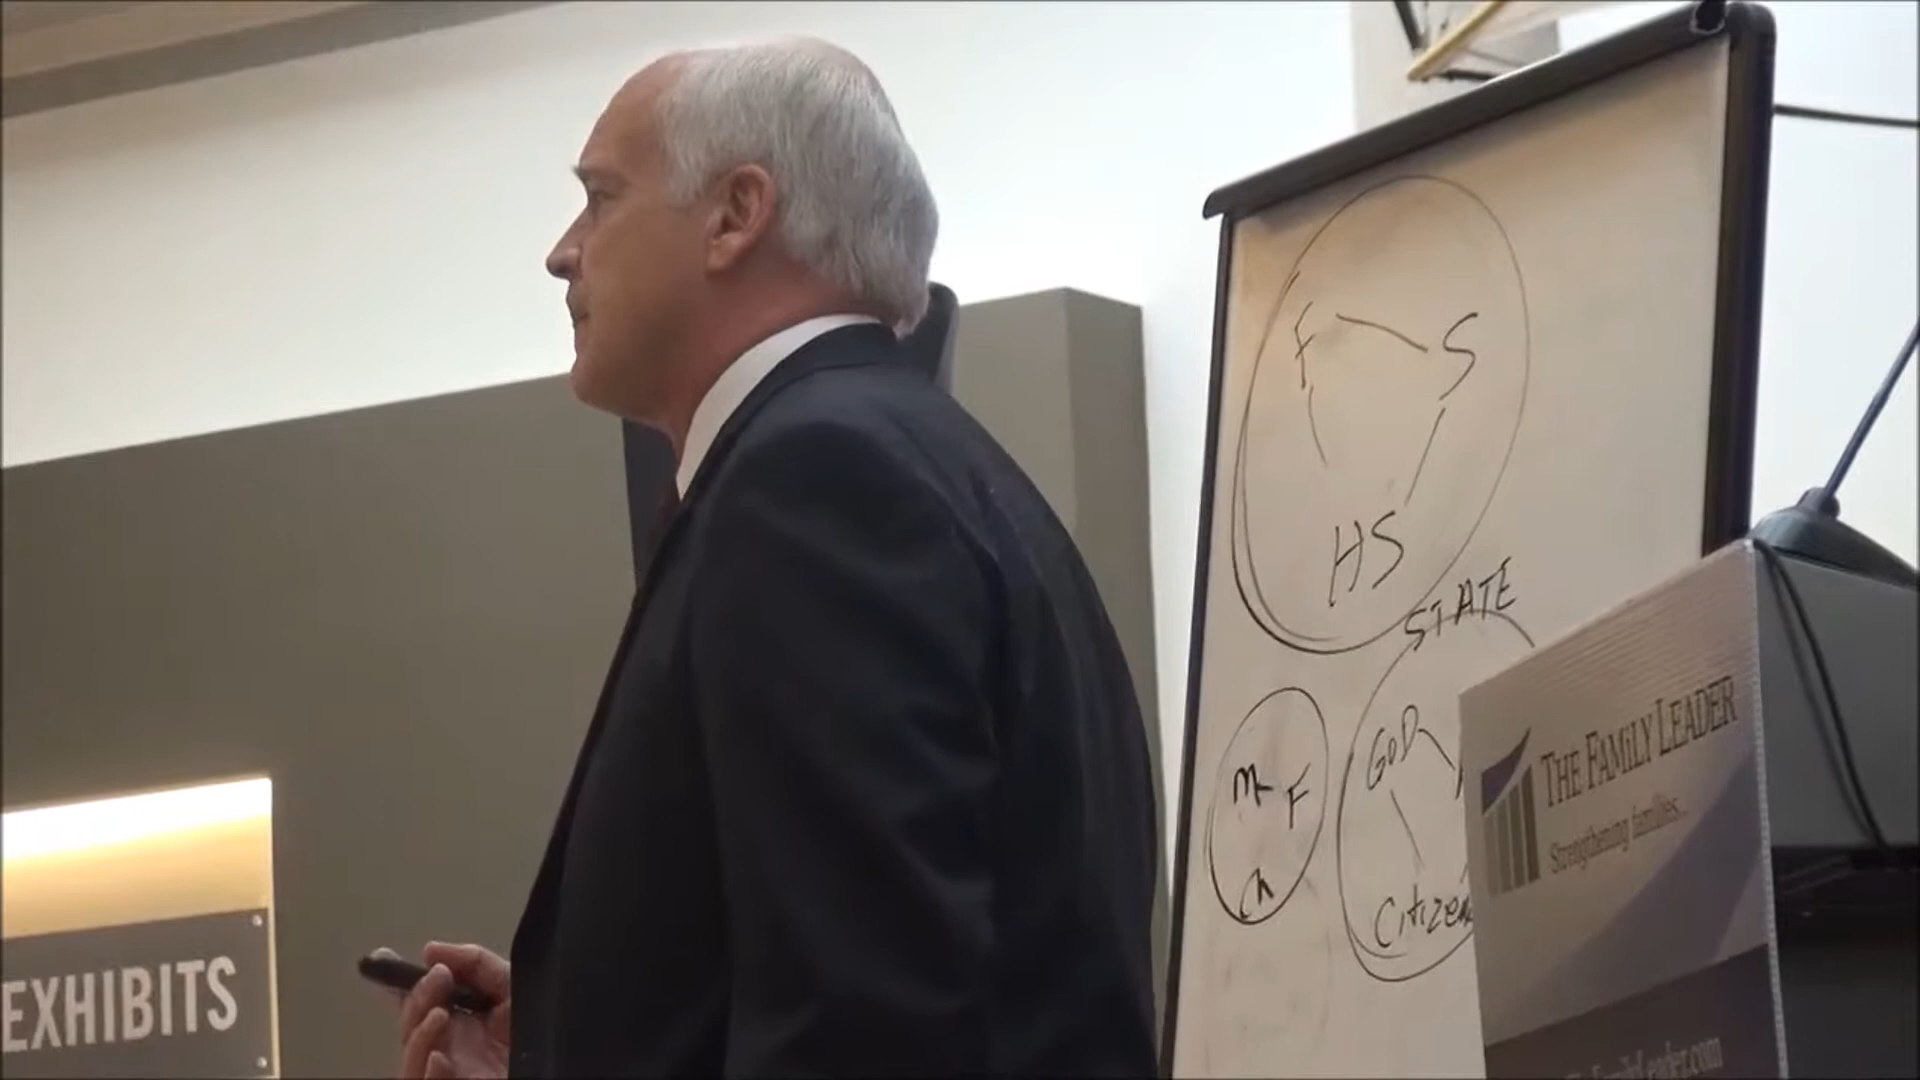 F S
HS
STATE
GOD
M F
Ch
Citizen
THE FAMILY LEADER
Strengthening families...
EXHIBITS